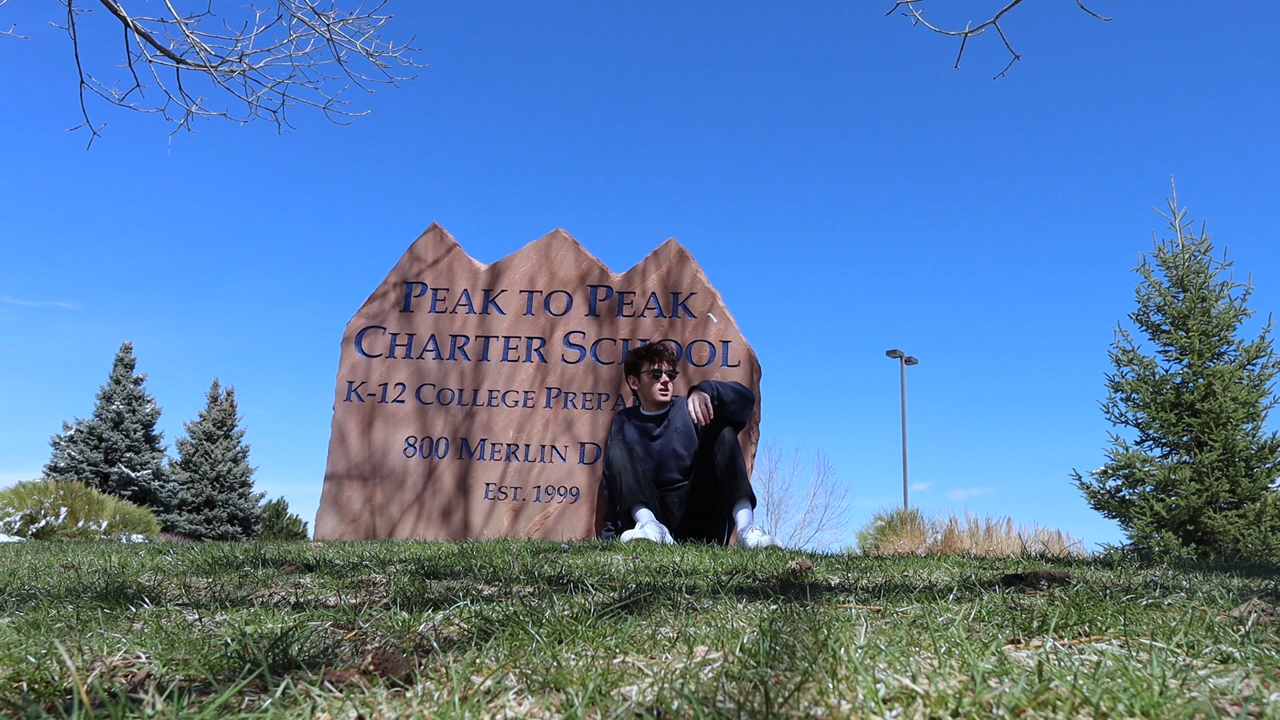 PEAK TO PEAK
CHARTER SCHOOL
K-12 COLLEGE
800 MERLIN
EST. 1999